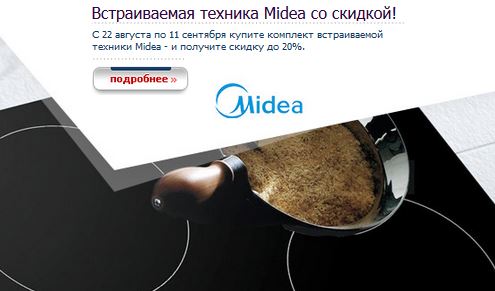 Встраиваемая техника Midea со скидкой!
С 22 августа по 11 сентября купите комплект встраиваемой
техники Midea - и получите скидку до 20%.
подробнее »
Midea